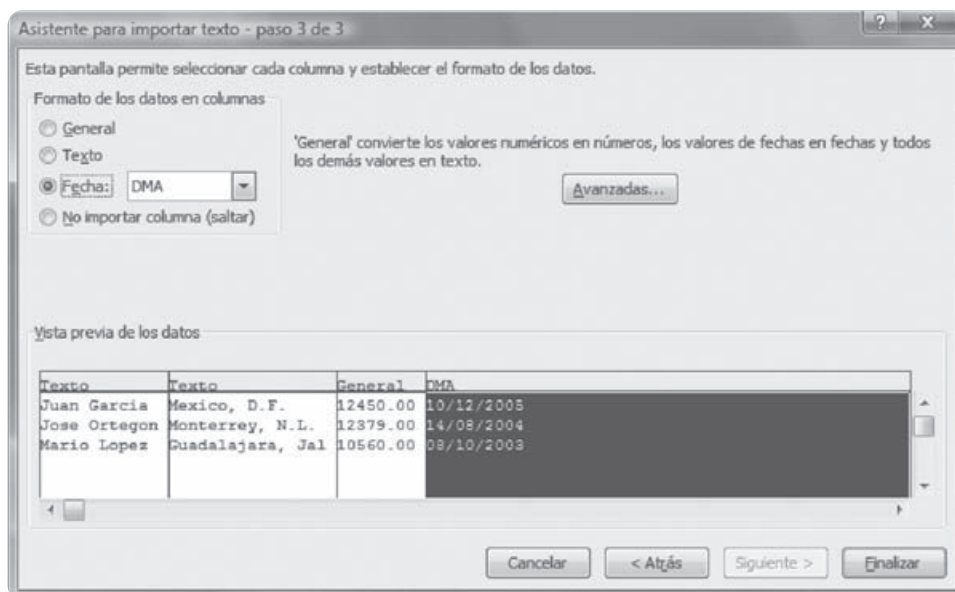 Asistente para importar texto - paso 3 de 3
? X
Esta pantalla permite seleccionar cada columna y establecer el formato de los datos.
Formato de los datos en columnas
General
Texto
Fecha: DMA
No importar columna (saltar)
'General' convierte los valores numéricos en números, los valores de fechas en fechas y todos
los demás valores en texto.
Avanzadas...
Vista previa de los datos
Texto Texto General DMA
Juan Garcia Mexico, D.F. 12450.00 10/12/2005
Jose Ortegon Monterrey, N.L. 12379.00 14/08/2004
Mario Lopez Guadalajara, Jal 10560.00 08/10/2003
Cancelar < Atrás Siguiente > Finalizar